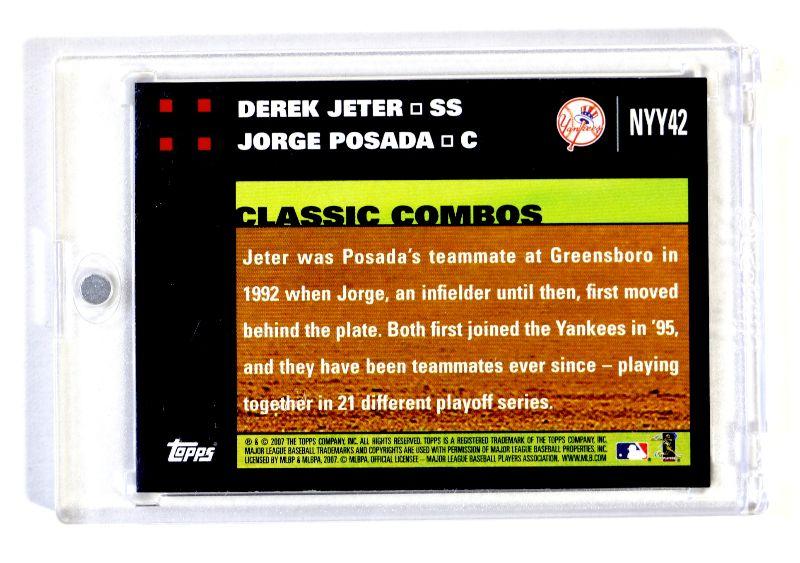 DEREK JETER □ SS
JORGE POSADA □ C
Yankees
NYY42
CLASSIC COMBOS
Jeter was Posada's teammate at Greensboro in
1992 when Jorge, an infielder until then, first moved
behind the plate. Both first joined the Yankees in '95,
and they have been teammates ever since – playing
together in 21 different playoff series.
Topps
® & © 2007 THE TOPPS COMPANY, INC. ALL RIGHTS RESERVED. TOPPS IS A REGISTERED TRADEMARK OF THE TOPPS COMPANY, INC.
MAJOR LEAGUE BASEBALL TRADEMARKS AND COPYRIGHTS ARE USED WITH PERMISSION OF MAJOR LEAGUE BASEBALL PROPERTIES, INC.
LICENSED BY MLBP & MLBPA, 2007. © MLBPA, OFFICIAL LICENSEE – MAJOR LEAGUE BASEBALL PLAYERS ASSOCIATION. WWW.MLB.COM